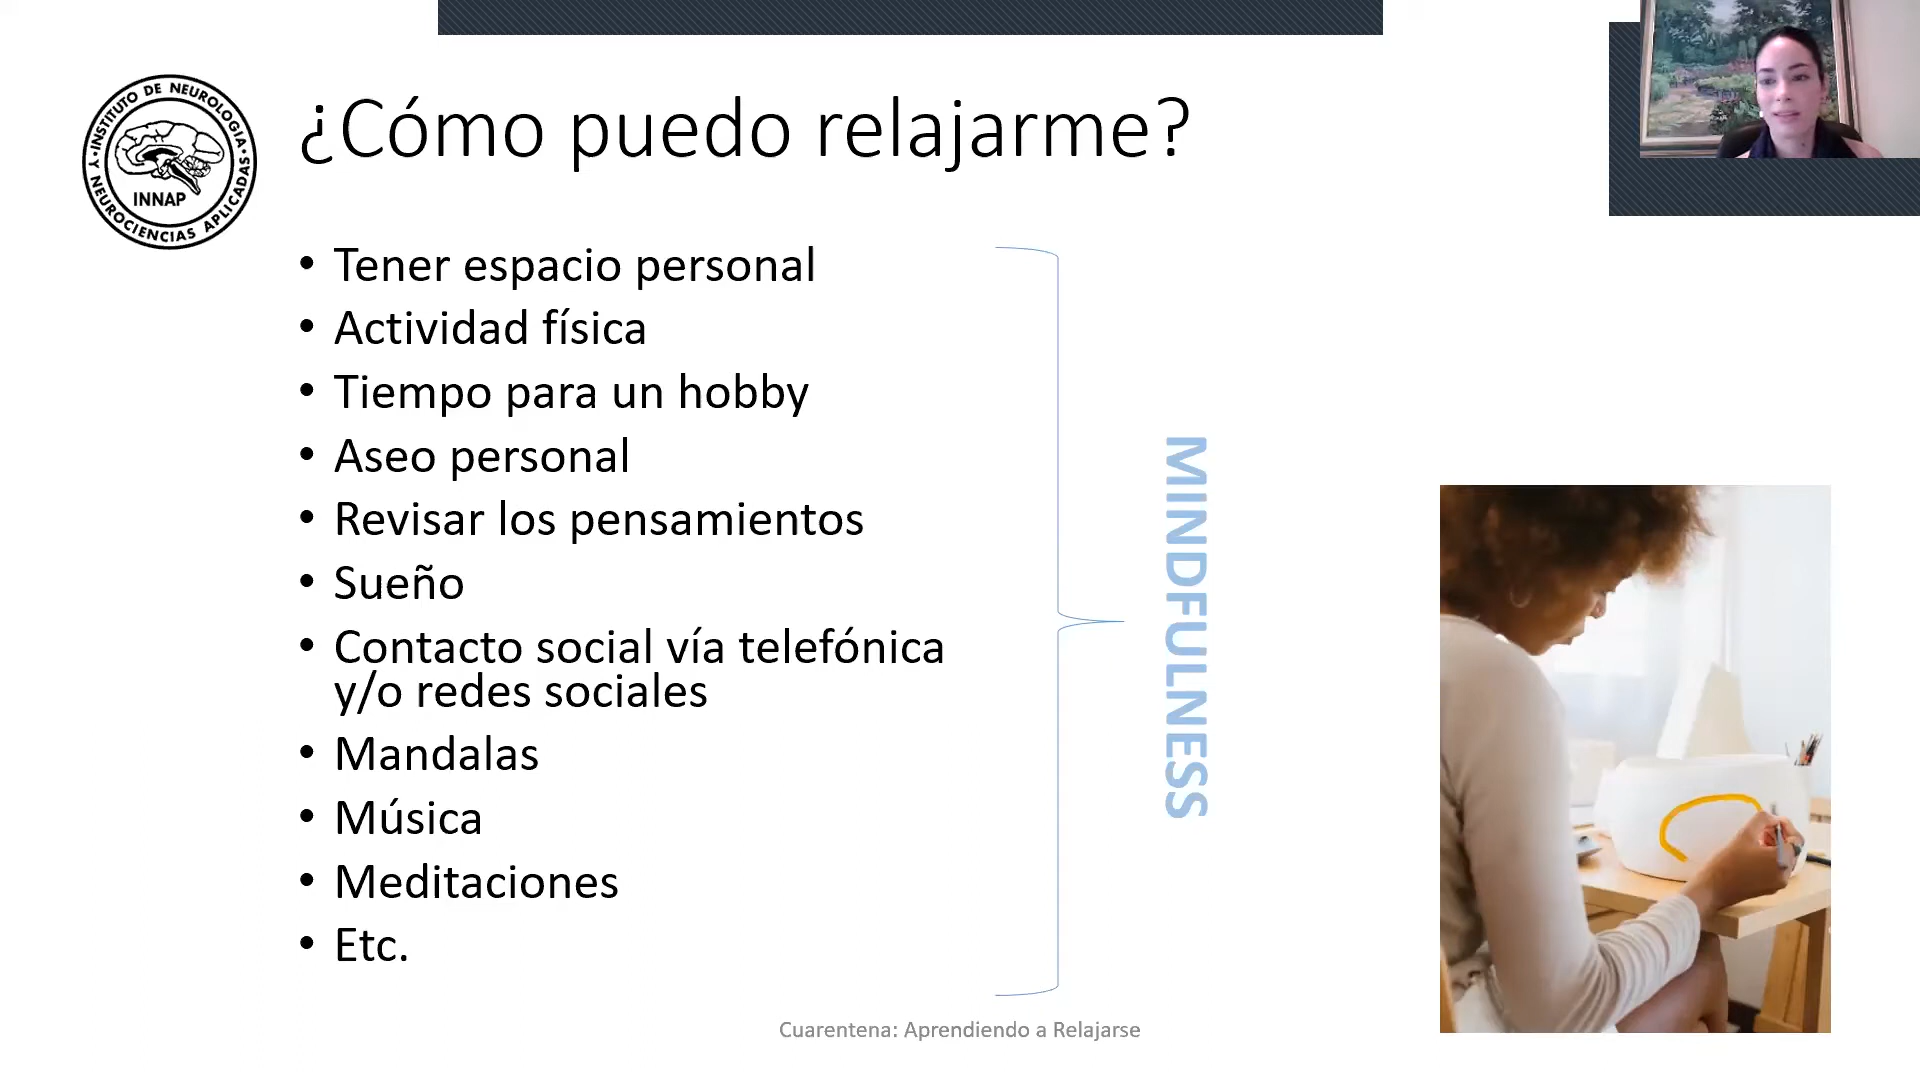 INSTITUTO DE NEUROLOGIA
Y NEUROCIENCIAS APLICADAS
INNAP
¿Cómo puedo relajarme?
• Tener espacio personal
• Actividad física
• Tiempo para un hobby
• Aseo personal
• Revisar los pensamientos
• Sueño
• Contacto social vía telefónica
y/o redes sociales
• Mandalas
• Música
• Meditaciones
• Etc.
MINDFULNESS
Cuarentena: Aprendiendo a Relajarse